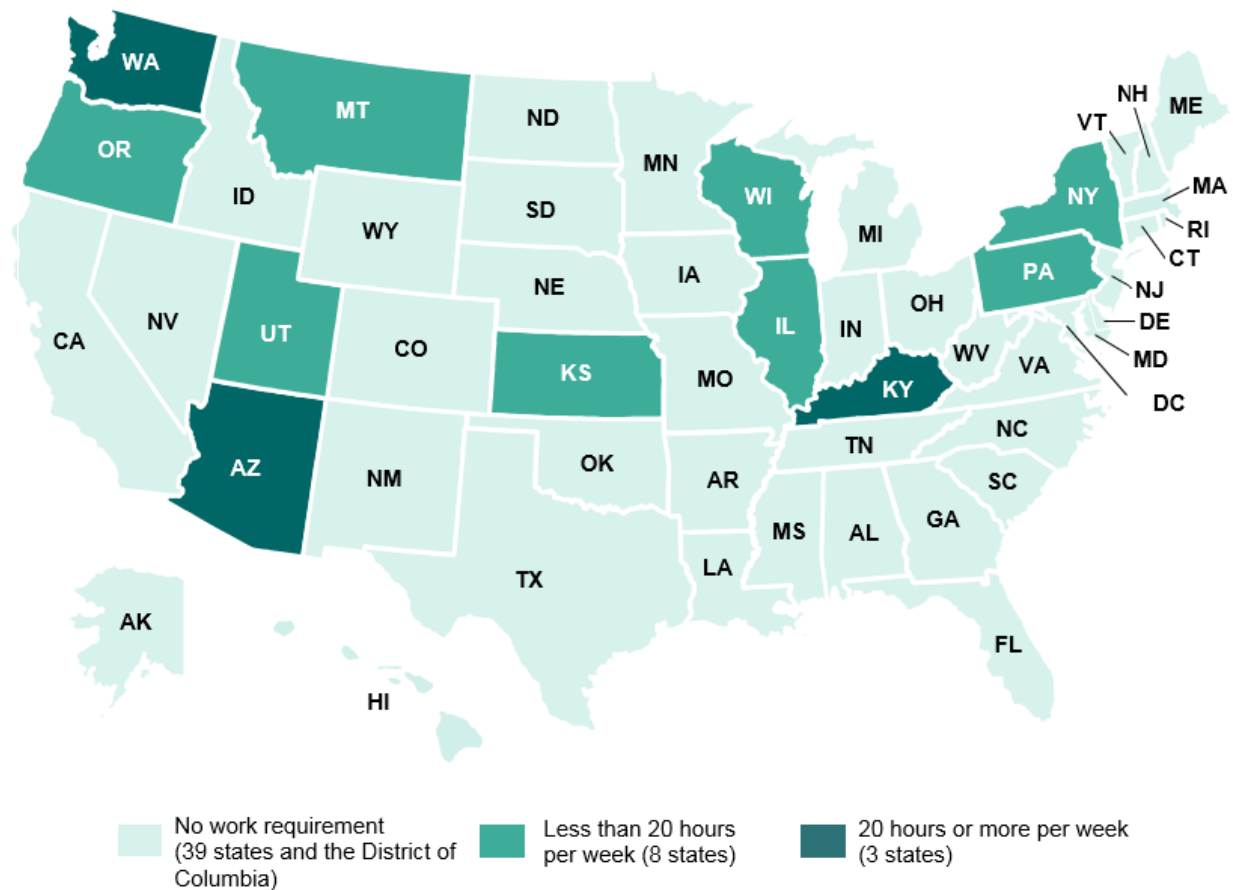 WA
MT
ND
MN
OR
ID
SD
WI
WY
MI
NY
VT
NH
ME
MA
RI
CT
NE
IA
PA
NJ
NV
UT
IL
IN
OH
DE
CA
CO
KS
MO
WV
VA
MD
KY
DC
AZ
NM
OK
TN
NC
AR
SC
MS
AL
GA
TX
LA
AK
FL
HI
No work requirement
(39 states and the District of
Columbia)
Less than 20 hours
per week (8 states)
20 hours or more per week
(3 states)